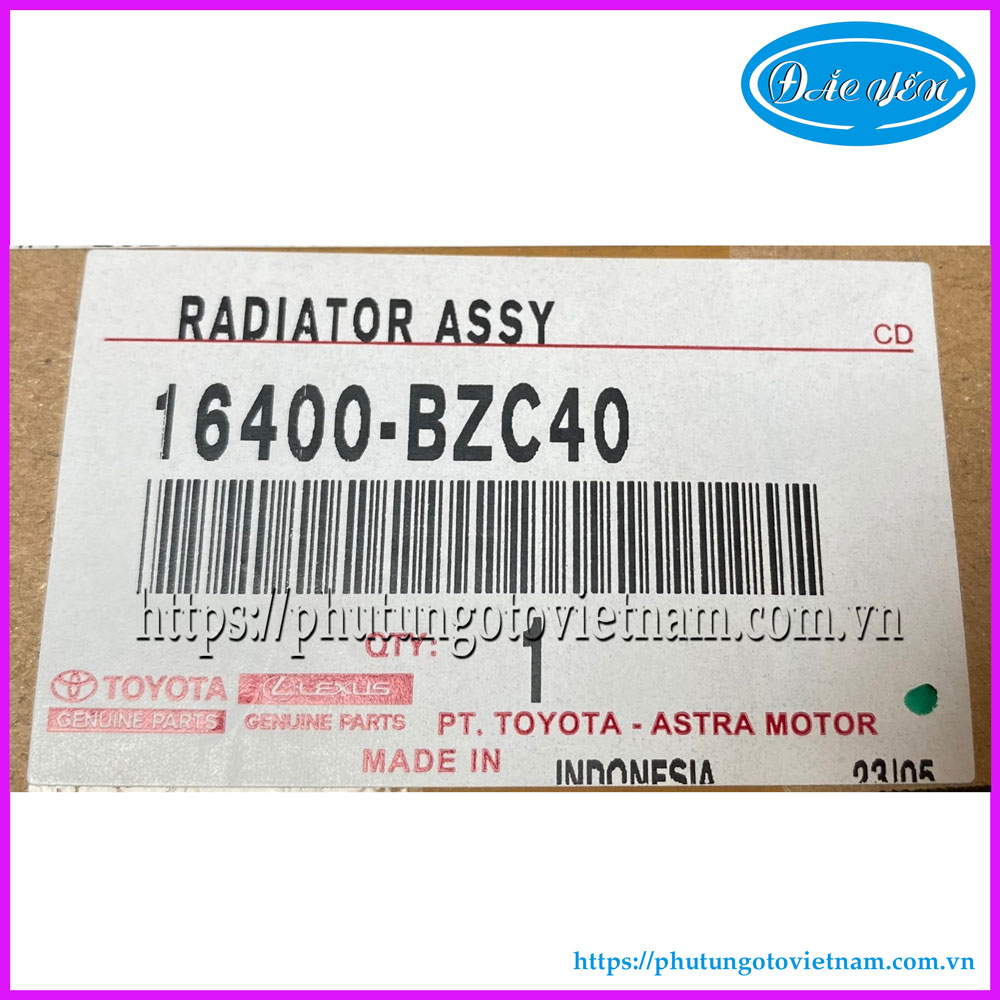 ĐẮC YẾN
RADIATOR ASSY
CD
16400-BZC40
https://phutungotovietnam.com.vn
QTY: 1
TOYOTA LEXUS
GENUINE PARTS GENUINE PARTS PT. TOYOTA - ASTRA MOTOR
MADE IN INDONESIA 23/05
https://phutungotovietnam.com.vn